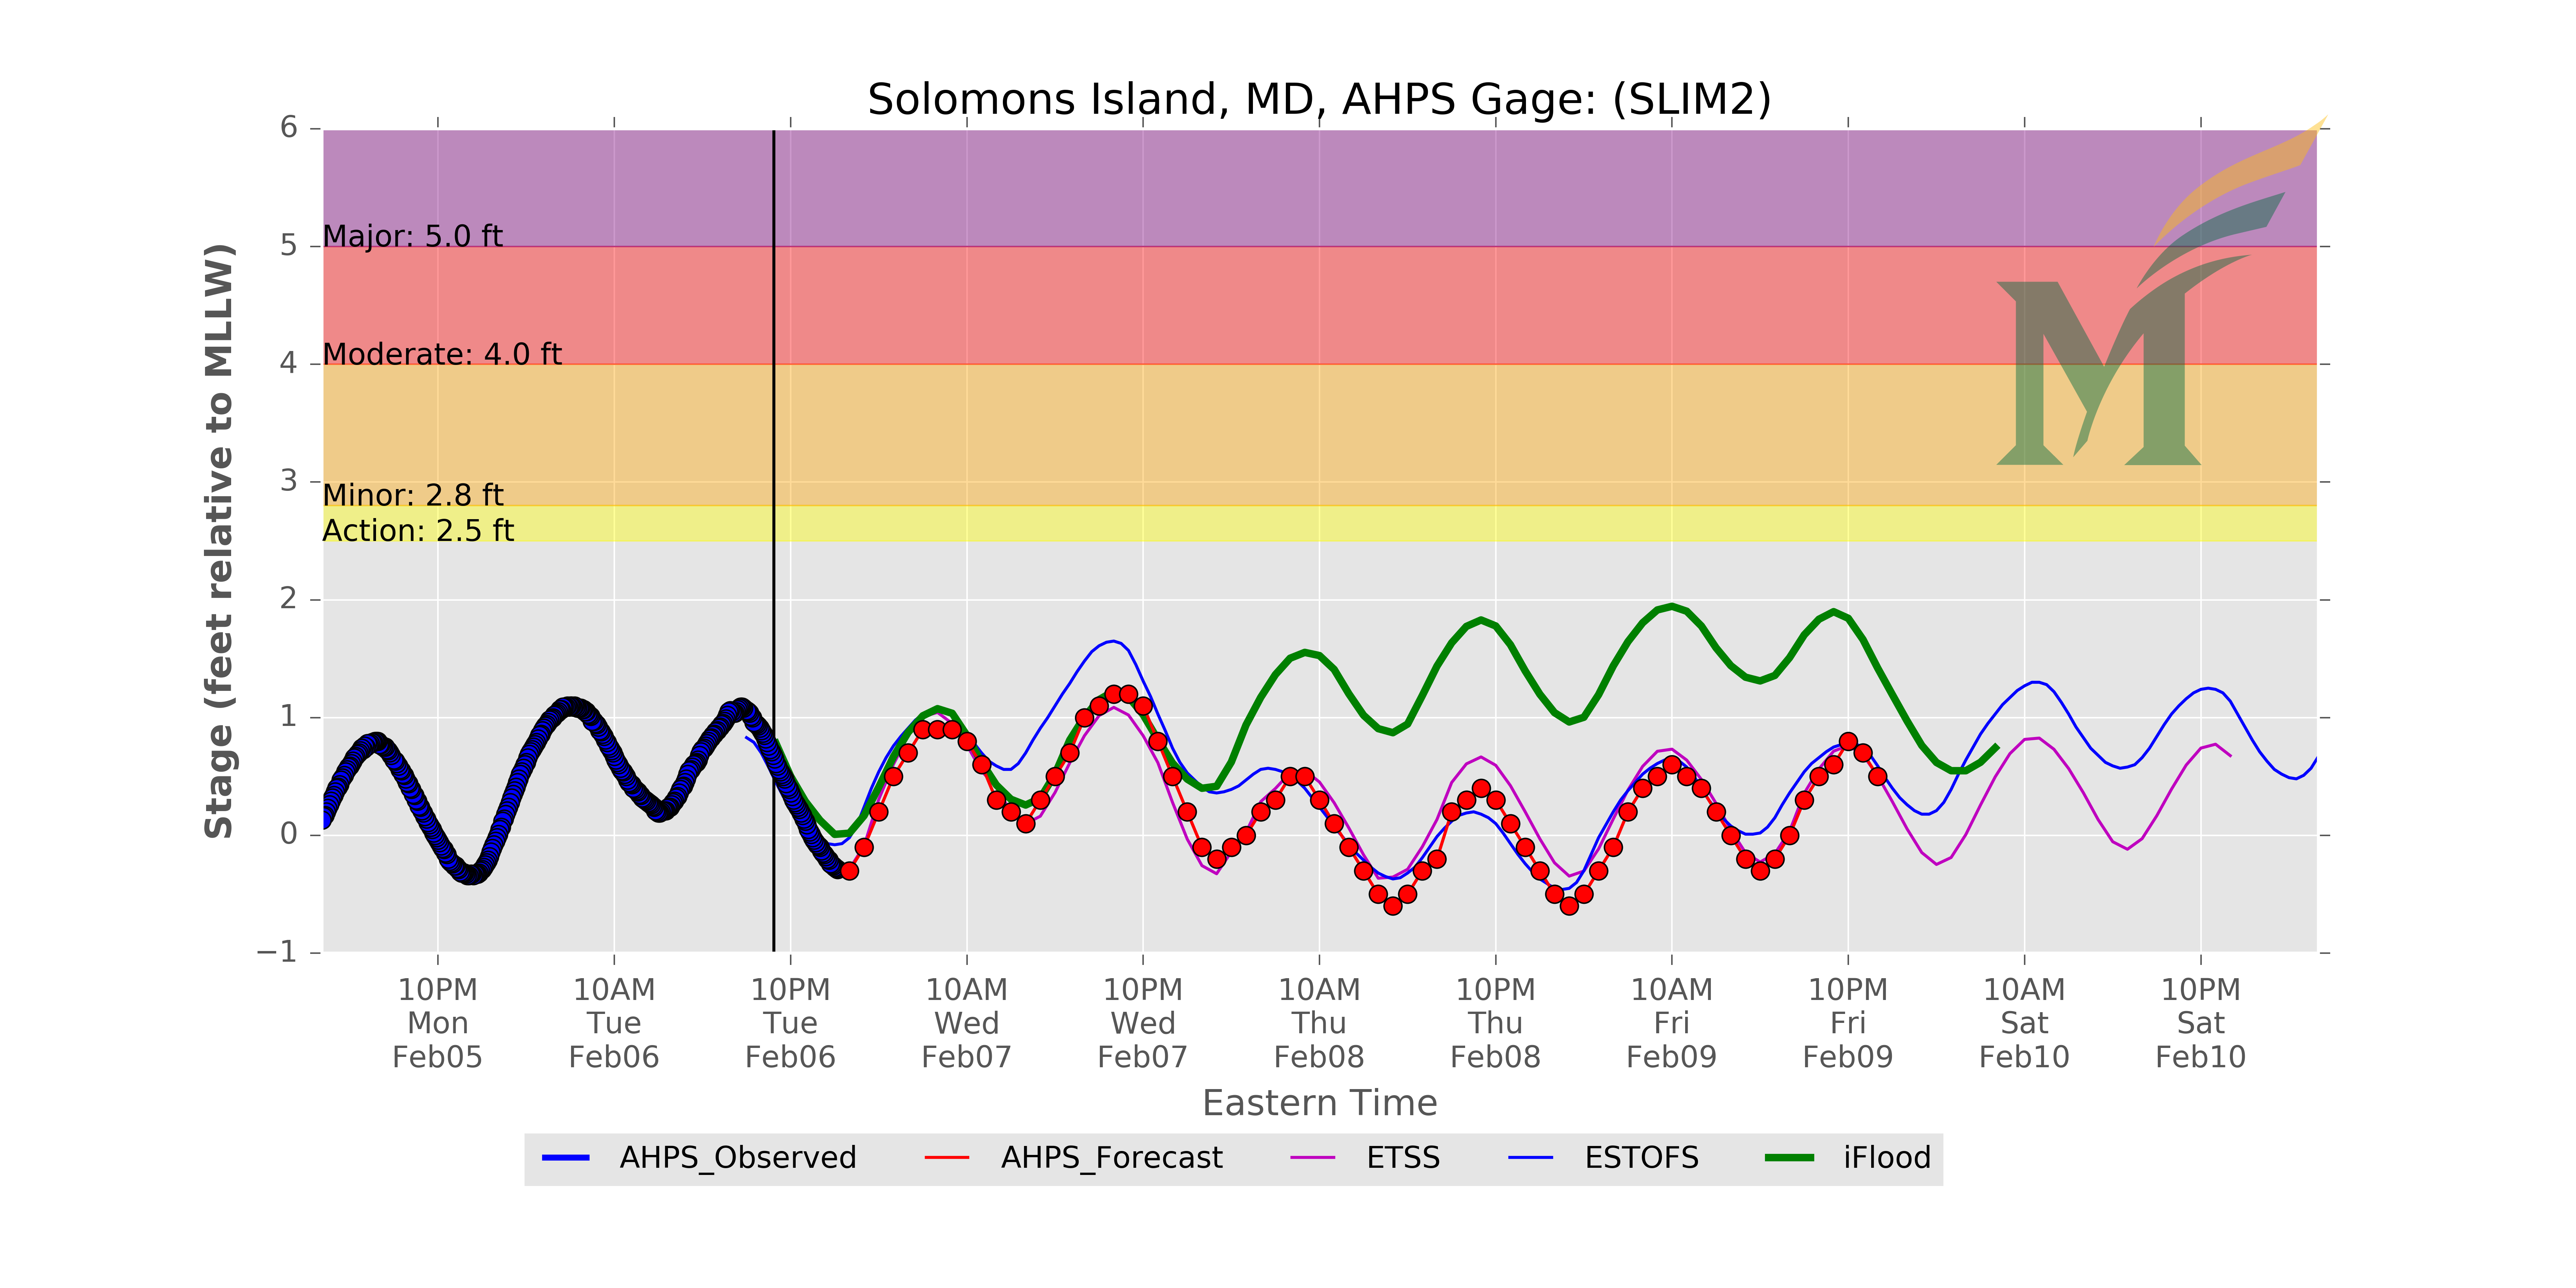 Solomons Island, MD, AHPS Gage: (SLIM2)
Stage (feet relative to MLLW)
6
5
4
3
2
1
0
−1
Major: 5.0 ft
Moderate: 4.0 ft
Minor: 2.8 ft
Action: 2.5 ft
M
10PM 10AM 10PM 10AM 10PM 10AM 10PM 10AM 10PM 10AM 10PM
Mon Tue Tue Wed Wed Thu Thu Fri Fri Sat Sat
Feb05 Feb06 Feb06 Feb07 Feb07 Feb08 Feb08 Feb09 Feb09 Feb10 Feb10
Eastern Time
AHPS_Observed AHPS_Forecast ETSS ESTOFS iFlood